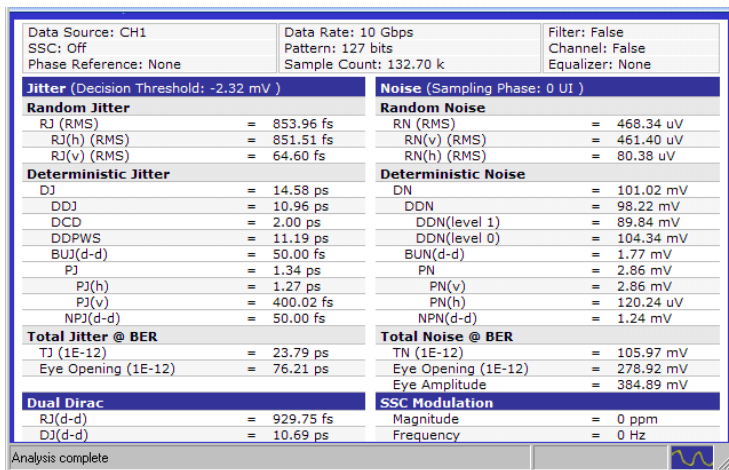 Data Source: CH1 Data Rate: 10 Gbps Filter: False
SSC: Off Pattern: 127 bits Channel: False
Phase Reference: None Sample Count: 132.70 k Equalizer: None
Jitter (Decision Threshold: -2.32 mV )
Random Jitter
RJ (RMS) = 853.96 fs
RJ(h) (RMS) = 851.51 fs
RJ(v) (RMS) = 64.60 fs
Deterministic Jitter
DJ = 14.58 ps
DDJ = 10.96 ps
DCD = 2.00 ps
DDPWS = 11.19 ps
BUJ(d-d) = 50.00 fs
PJ = 1.34 ps
PJ(h) = 1.27 ps
PJ(v) = 400.02 fs
NPJ(d-d) = 50.00 fs
Total Jitter @ BER
TJ (1E-12) = 23.79 ps
Eye Opening (1E-12) = 76.21 ps
Dual Dirac
RJ(d-d) = 929.75 fs
DJ(d-d) = 10.69 ps
Noise (Sampling Phase: 0 UI )
Random Noise
RN (RMS) = 468.34 uV
RN(v) (RMS) = 461.40 uV
RN(h) (RMS) = 80.38 uV
Deterministic Noise
DN = 101.02 mV
DDN = 98.22 mV
DDN(level 1) = 89.84 mV
DDN(level 0) = 104.34 mV
BUN(d-d) = 1.77 mV
PN = 2.86 mV
PN(v) = 2.86 mV
PN(h) = 120.24 uV
NPN(d-d) = 1.24 mV
Total Noise @ BER
TN (1E-12) = 105.97 mV
Eye Opening (1E-12) = 278.92 mV
Eye Amplitude = 384.89 mV
SSC Modulation
Magnitude = 0 ppm
Frequency = 0 Hz
Analysis complete